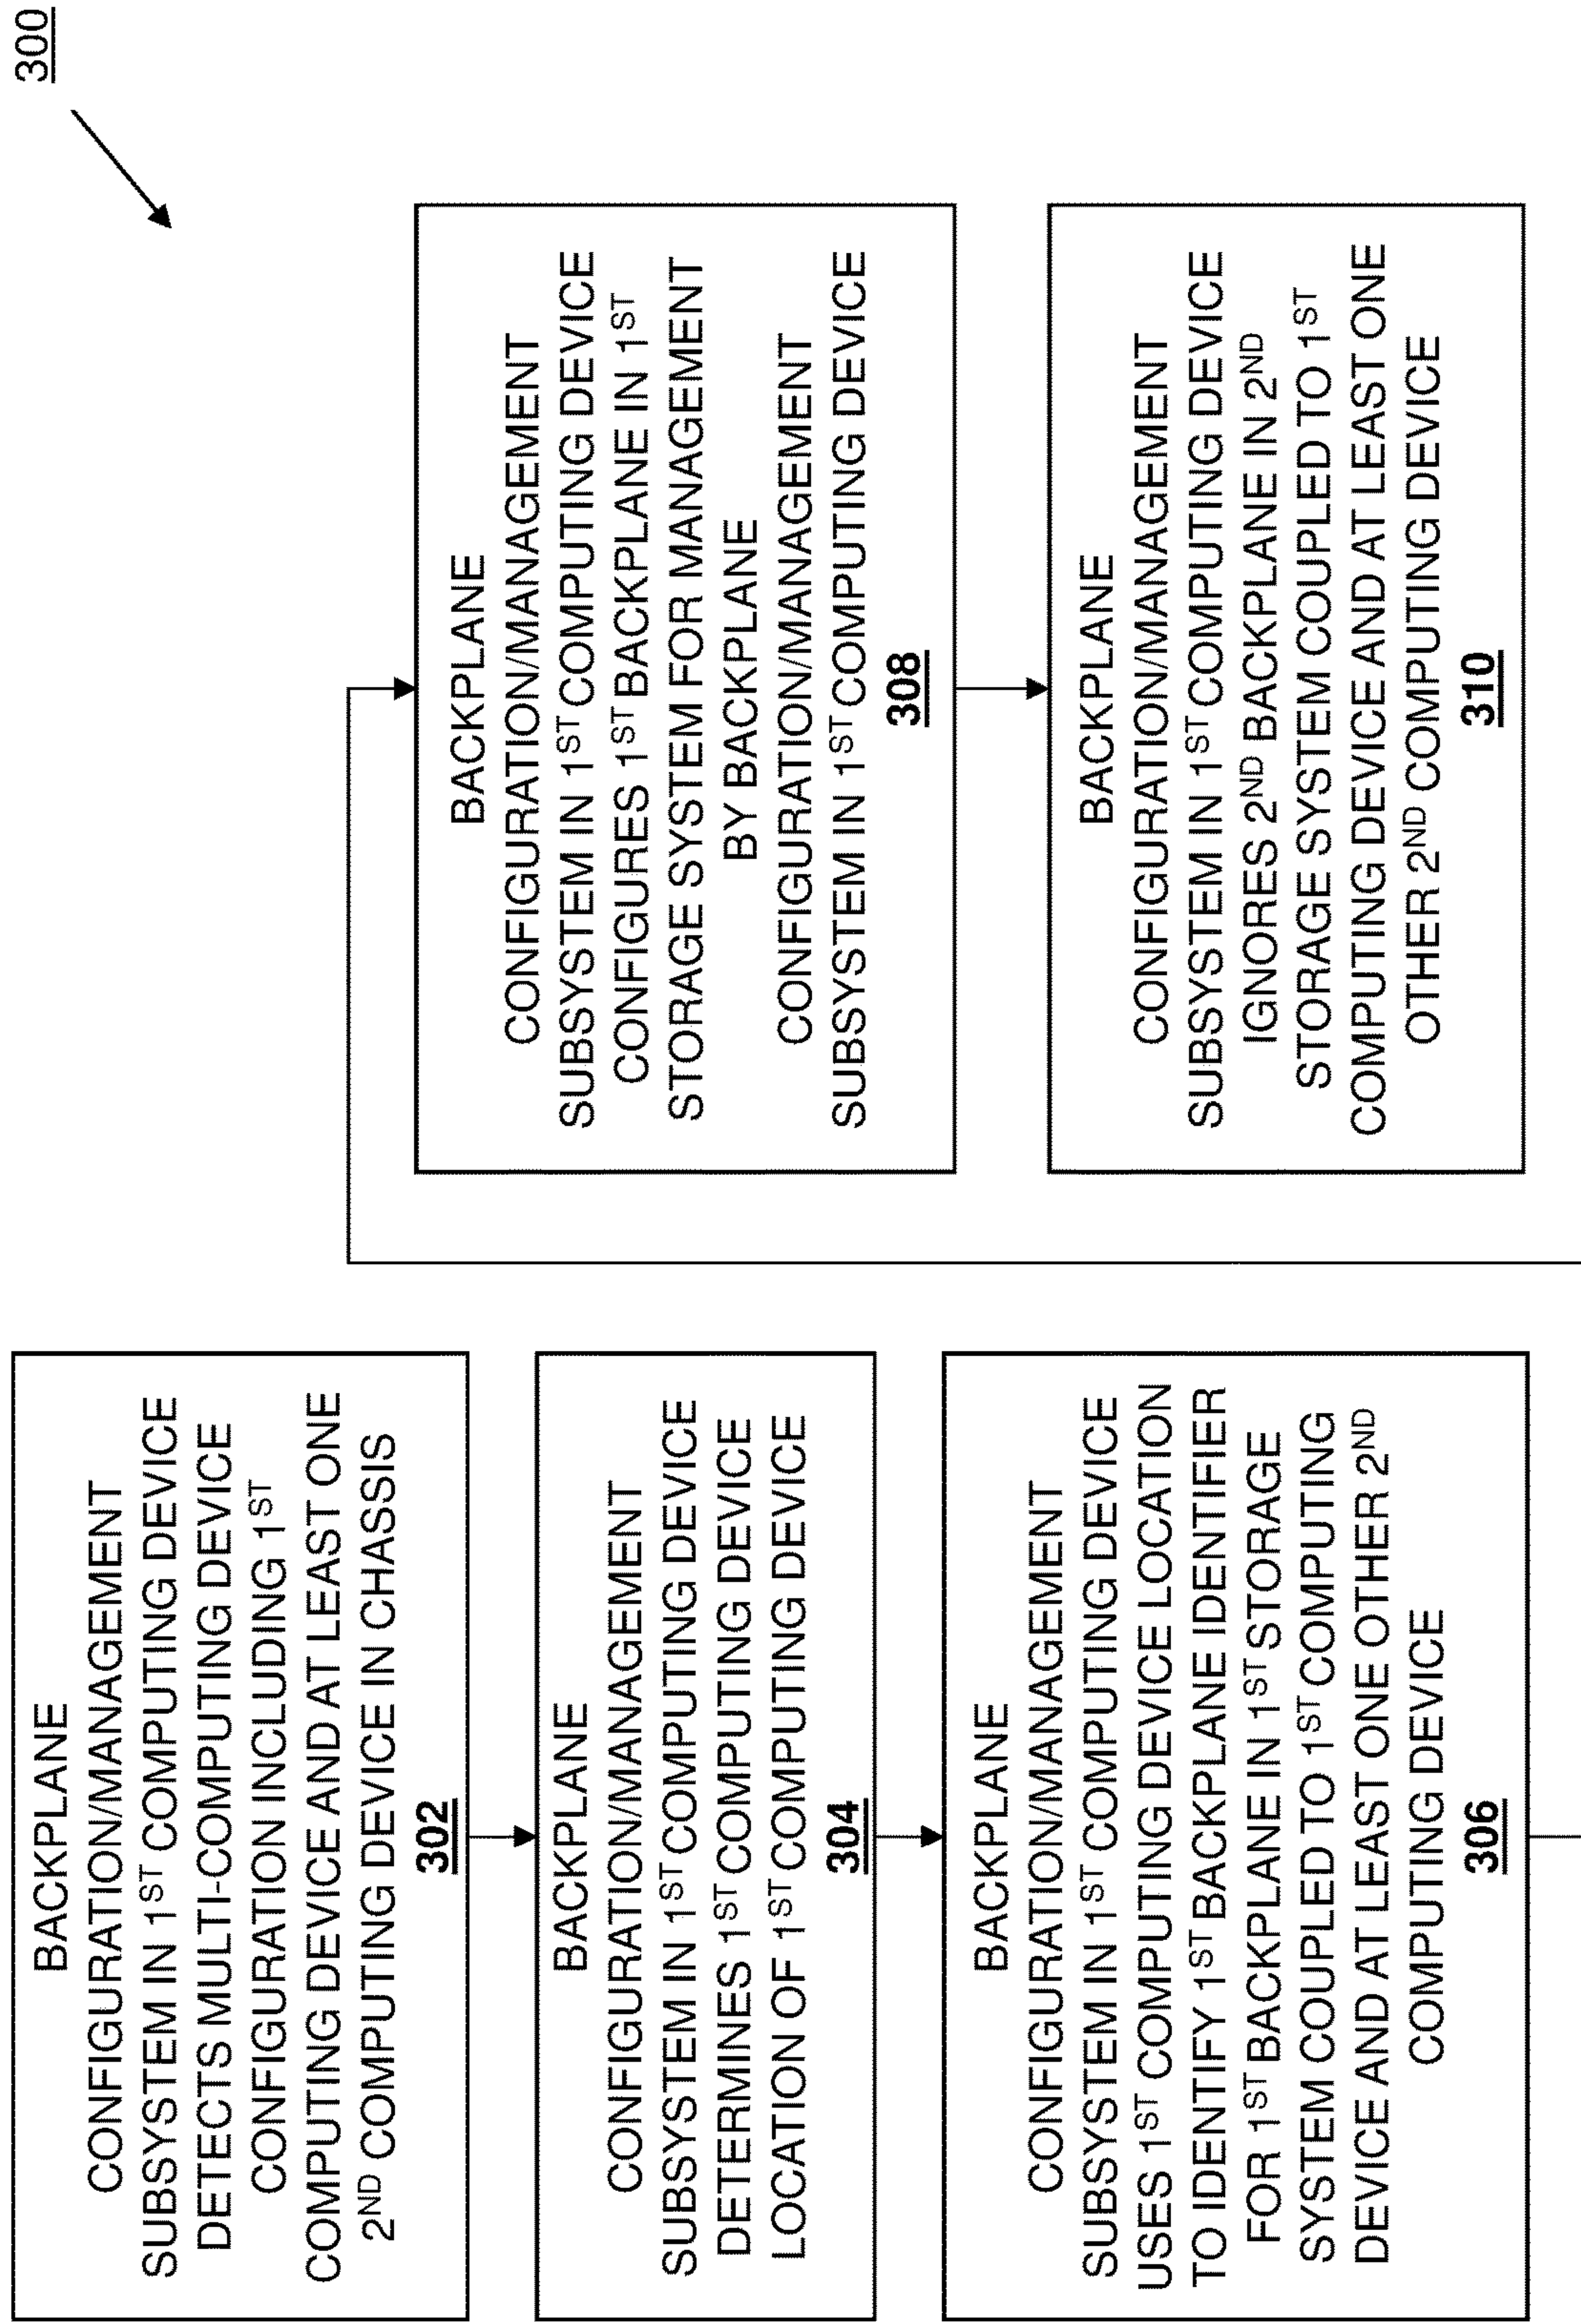 300
BACKPLANE
CONFIGURATION/MANAGEMENT
SUBSYSTEM IN 1ST COMPUTING DEVICE
DETECTS MULTI-COMPUTING DEVICE
CONFIGURATION INCLUDING 1ST
COMPUTING DEVICE AND AT LEAST ONE
2ND COMPUTING DEVICE IN CHASSIS
302
BACKPLANE
CONFIGURATION/MANAGEMENT
SUBSYSTEM IN 1ST COMPUTING DEVICE
DETERMINES 1ST COMPUTING DEVICE
LOCATION OF 1ST COMPUTING DEVICE
304
BACKPLANE
CONFIGURATION/MANAGEMENT
SUBSYSTEM IN 1ST COMPUTING DEVICE
USES 1ST COMPUTING DEVICE LOCATION
TO IDENTIFY 1ST BACKPLANE IDENTIFIER
FOR 1ST BACKPLANE IN 1ST STORAGE
SYSTEM COUPLED TO 1ST COMPUTING
DEVICE AND AT LEAST ONE OTHER 2ND
COMPUTING DEVICE
306
BACKPLANE
CONFIGURATION/MANAGEMENT
SUBSYSTEM IN 1ST COMPUTING DEVICE
CONFIGURES 1ST BACKPLANE IN 1ST
STORAGE SYSTEM FOR MANAGEMENT
BY BACKPLANE
CONFIGURATION/MANAGEMENT
SUBSYSTEM IN 1ST COMPUTING DEVICE
308
BACKPLANE
CONFIGURATION/MANAGEMENT
SUBSYSTEM IN 1ST COMPUTING DEVICE
IGNORES 2ND BACKPLANE IN 2ND
STORAGE SYSTEM COUPLED TO 1ST
COMPUTING DEVICE AND AT LEAST ONE
OTHER 2ND COMPUTING DEVICE
310